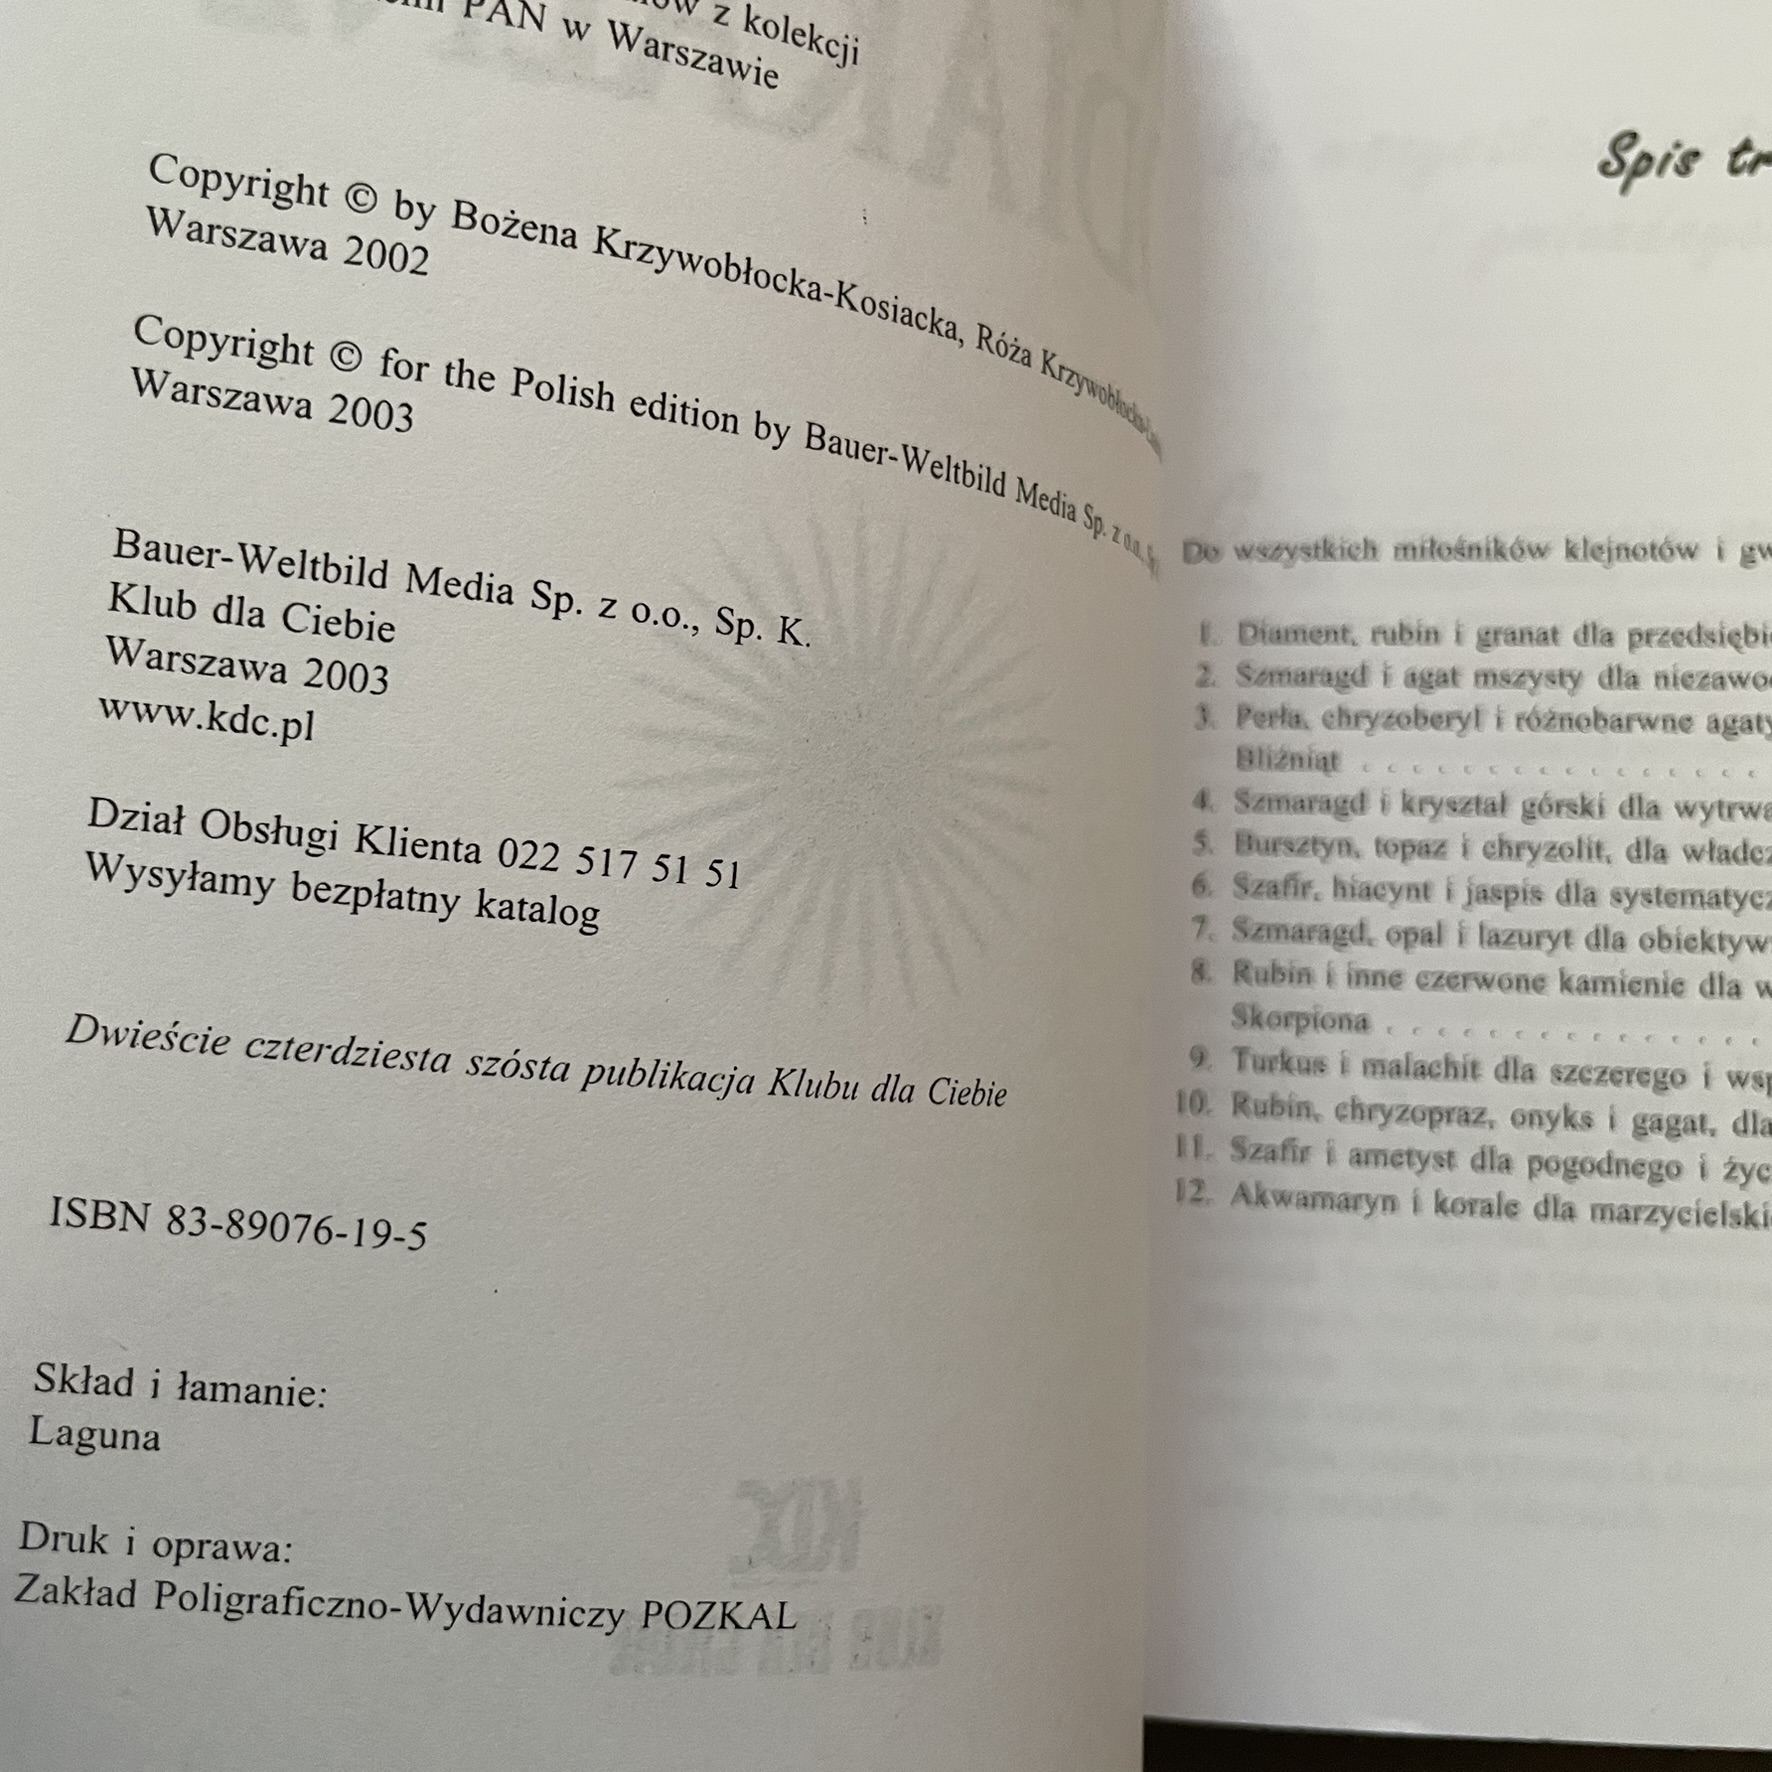 z kolekcji
PAN w Warszawie
Copyright © by Bożena Krzywobłocka-Kosiacka, Róża
Warszawa 2002
Copyright © for the Polish edition by Bauer-Weltbild Media Sp. z o.o.,
Warszawa 2003
Bauer-Weltbild Media Sp. z o.o., Sp. K.
Klub dla Ciebie
Warszawa 2003
www.kdc.pl
Dział Obsługi Klienta 022 517 51 51
Wysyłamy bezpłatny katalog
Dwieście czterdziesta szósta publikacja Klubu dla Ciebie
ISBN 83-89076-19-5
Skład i łamanie:
Laguna
Druk i oprawa:
Zakład Poligraficzno-Wydawniczy POZKAL
Spis
Do wszystkich miłośników klejnotów i
1. Diament, rubin i granat dla
2. Szmaragd i agat mszysty dla
3. Perła, chryzoberyl i różnobarwne
Bliźniąt
4. Szmaragd i kryształ górski dla
5. Bursztyn, topaz i chryzolit, dla
6. Szafir, hiacynt i jaspis dla
7. Szmaragd, opal i lazuryt dla
8. Rubin i inne czerwone kamienie dla
Skorpiona
9. Turkus i malachit dla szczerego i
10. Rubin, chryzopraz, onyks i gagat, dla
11. Szafir i ametyst dla pogodnego i
12. Akwamaryn i korale dla